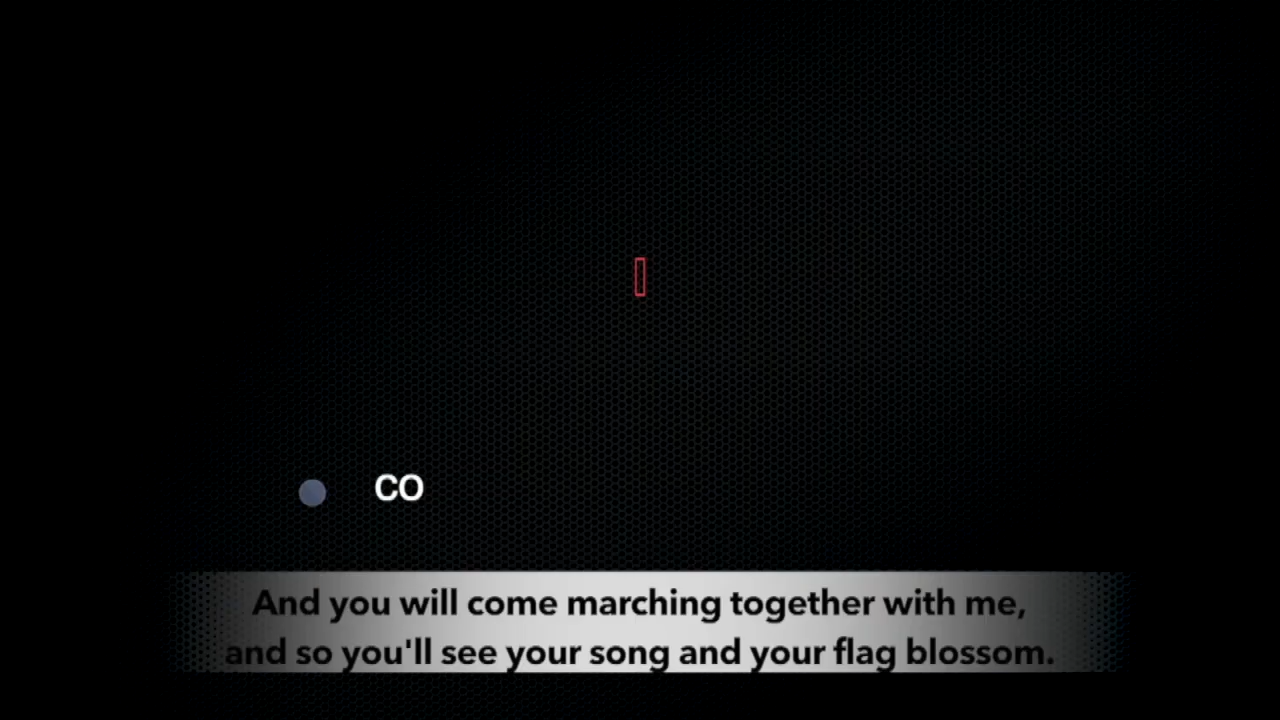 CO
And you will come marching together with me,
and so you'll see your song and your flag blossom.